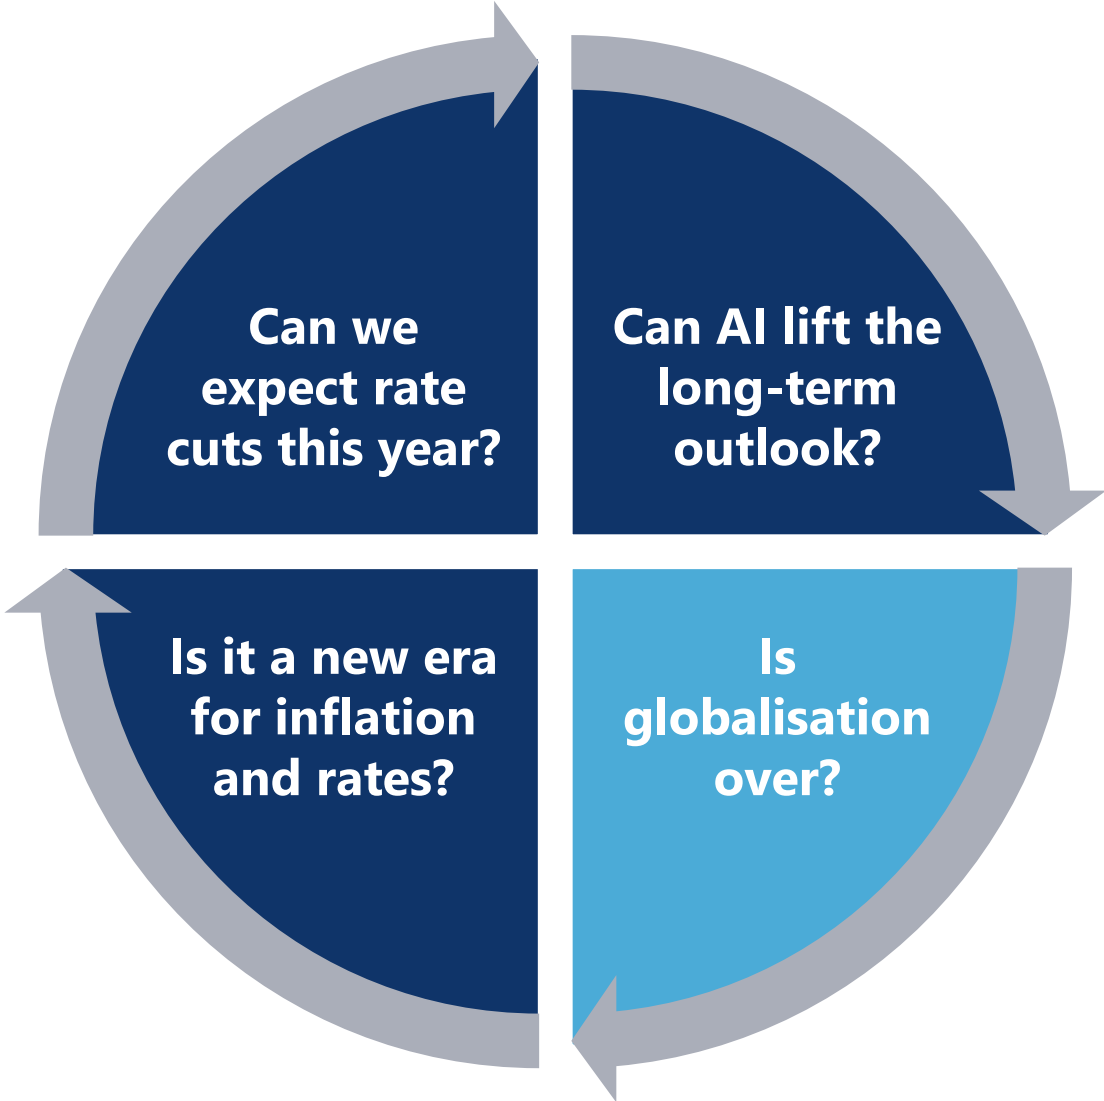 Can we
expect rate
cuts this year?
Can AI lift the
long-term
outlook?
Is it a new era
for inflation
and rates?
Is
globalisation
over?